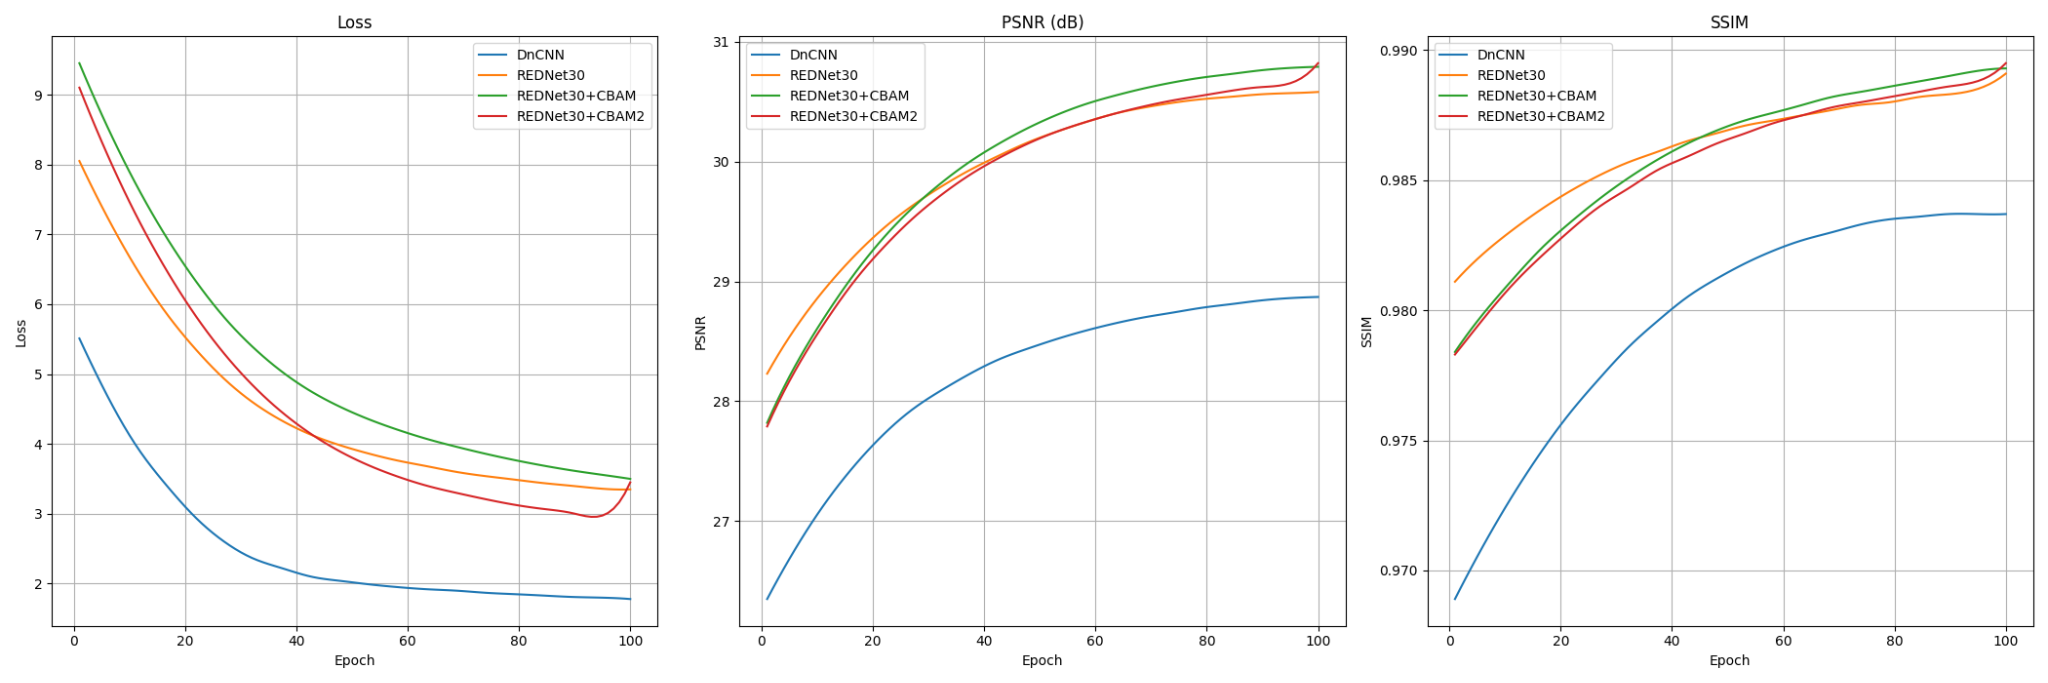 Loss
DnCNN
REDNet30
REDNet30+CBAM
REDNet30+CBAM2
9
8
7
6
5
4
3
2
Loss
0 20 40 60 80 100
Epoch
PSNR (dB)
DnCNN
REDNet30
REDNet30+CBAM
REDNet30+CBAM2
31
30
29
28
27
PSNR
0 20 40 60 80 100
Epoch
SSIM
DnCNN
REDNet30
REDNet30+CBAM
REDNet30+CBAM2
0.990
0.985
0.980
0.975
0.970
SSIM
0 20 40 60 80 100
Epoch